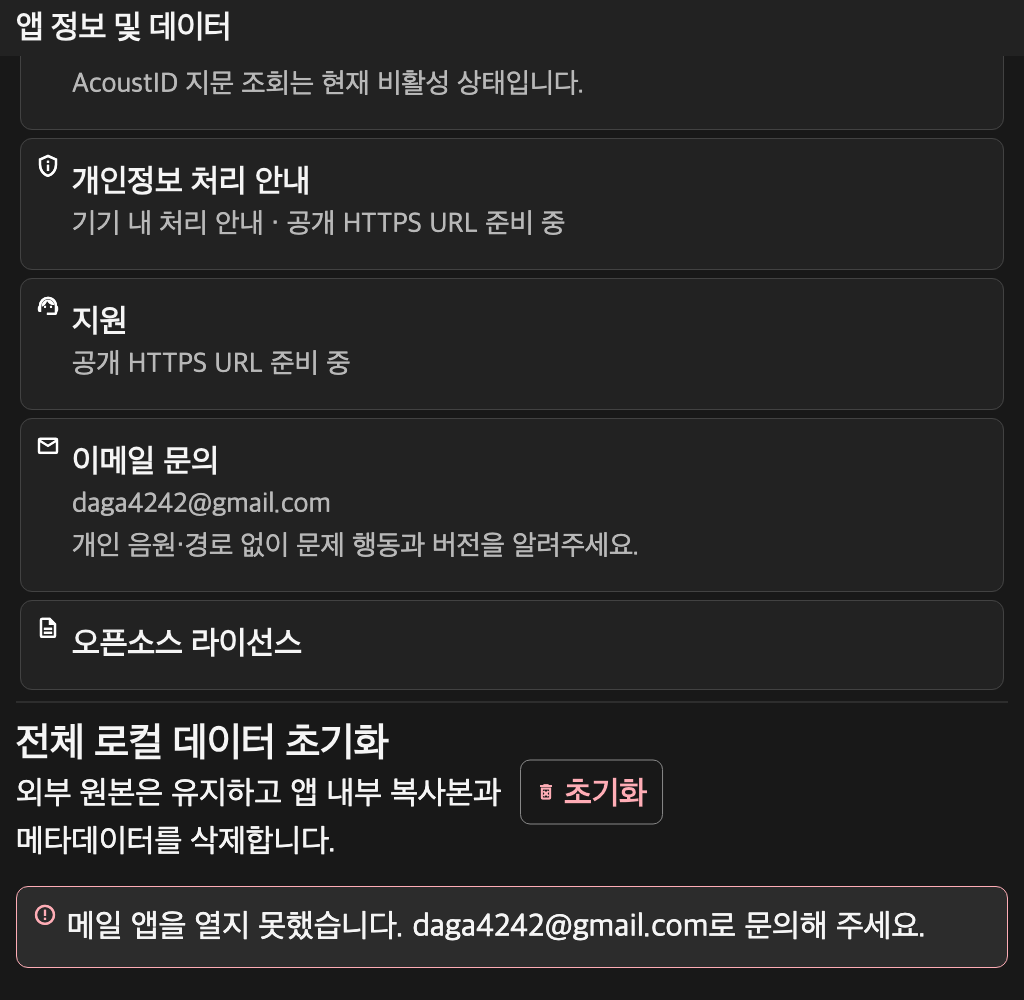 앱 정보 및 데이터
AcoustID 지문 조회는 현재 비활성 상태입니다.
개인정보 처리 안내
기기 내 처리 안내 · 공개 HTTPS URL 준비 중
지원
공개 HTTPS URL 준비 중
이메일 문의
daga4242@gmail.com
개인 음원·경로 없이 문제 행동과 버전을 알려주세요.
오픈소스 라이선스
전체 로컬 데이터 초기화
외부 원본은 유지하고 앱 내부 복사본과
메타데이터를 삭제합니다.
초기화
메일 앱을 열지 못했습니다. daga4242@gmail.com로 문의해 주세요.